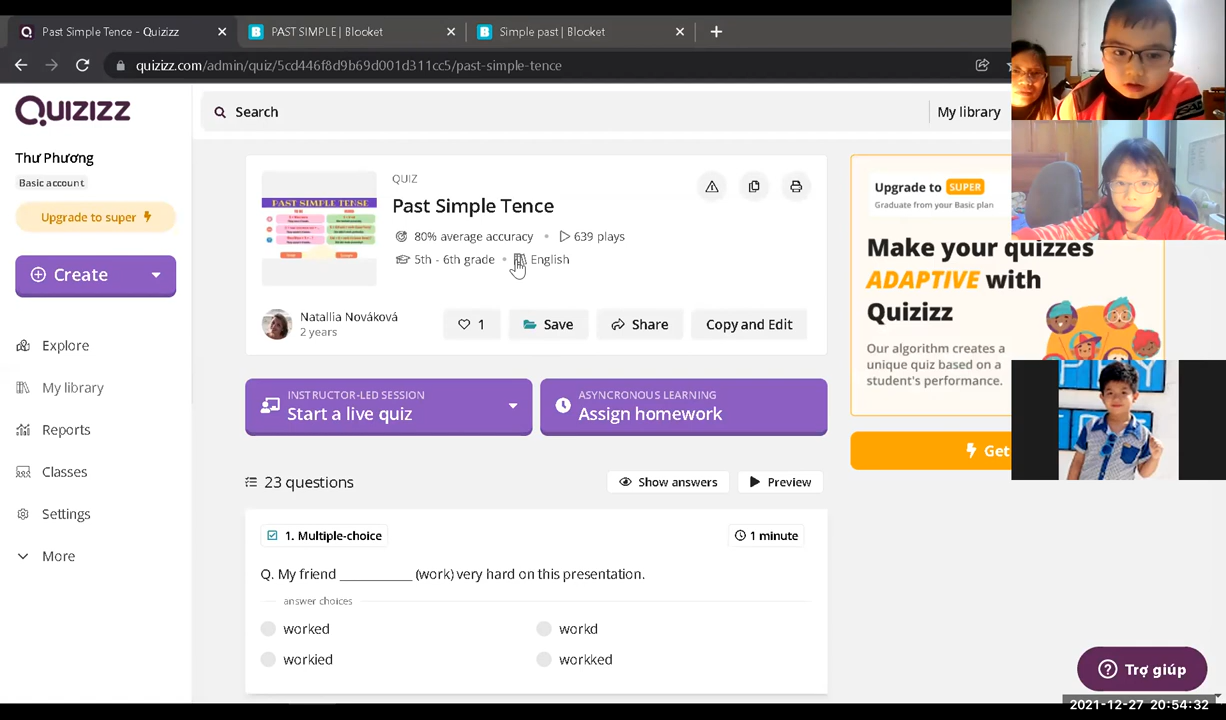 Past Simple Tence - Quizizz
PAST SIMPLE | Blooket
Simple past | Blooket
quizizz.com/admin/quiz/5cd446f8d9b69d001d311cc5/past-simple-tence
Quizizz
Search
My library
Thư Phương
Basic account
Upgrade to super
Create
Explore
My library
Reports
Classes
Settings
More
QUIZ
Past Simple Tence
80% average accuracy • 639 plays
5th - 6th grade • English
PAST SIMPLE TENSE
Natallia Nováková
2 years
1
Save
Share
Copy and Edit
INSTRUCTOR-LED SESSION
Start a live quiz
ASYNCRONOUS LEARNING
Assign homework
23 questions
Show answers
Preview
1. Multiple-choice
1 minute
Q. My friend __________ (work) very hard on this presentation.
answer choices
worked
workd
workied
workked
Upgrade to SUPER
Graduate from your Basic plan
Make your quizzes
ADAPTIVE with
Quizizz
Our algorithm creates a
unique quiz based on a
student's performance.
Get
Trợ giúp
2021-12-27 20:54:32